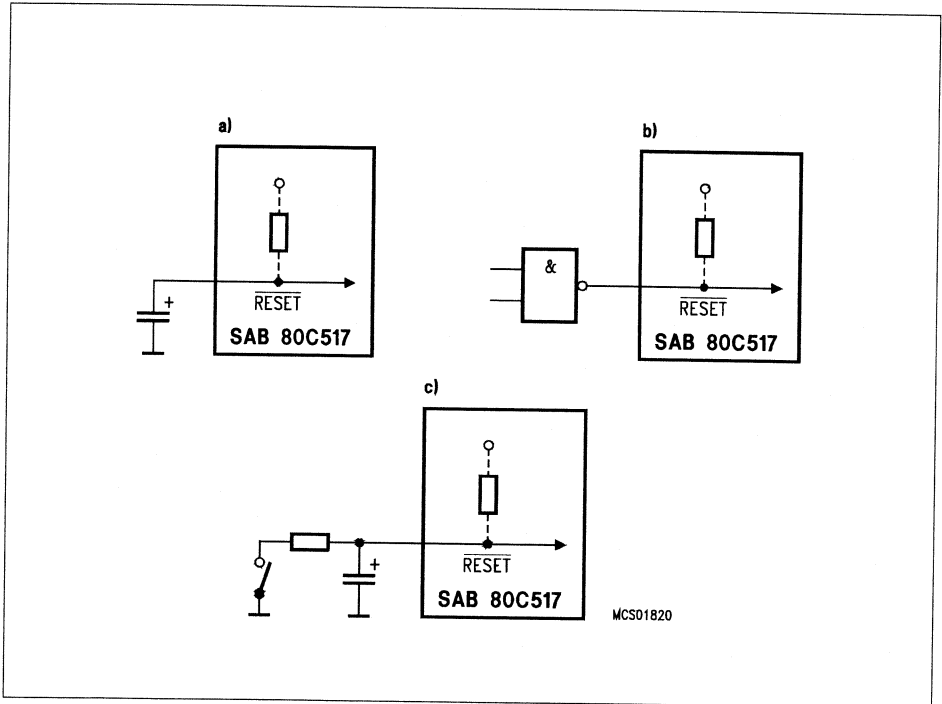 a)
+
RESET
SAB 80C517
b)
&
RESET
SAB 80C517
c)
+
RESET
SAB 80C517
MCS01820